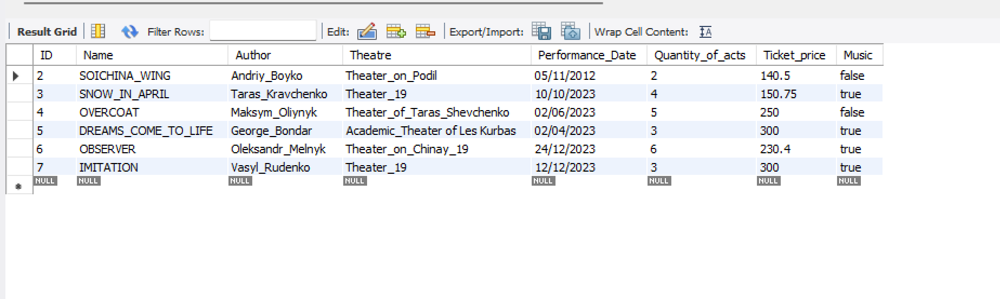 Result Grid Filter Rows: Edit: Export/Import: Wrap Cell Content: IA
ID Name Author Theatre Performance_Date Quantity_of_acts Ticket_price Music
2 SOICHINA_WING Andriy_Boyko Theater_on_Podil 05/11/2012 2 140.5 false
3 SNOW_IN_APRIL Taras_Kravchenko Theater_19 10/10/2023 4 150.75 true
4 OVERCOAT Maksym_Oliynyk Theater_of_Taras_Shevchenko 02/06/2023 5 250 false
5 DREAMS_COME_TO_LIFE George_Bondar Academic_Theater of Les Kurbas 02/04/2023 3 300 true
6 OBSERVER Oleksandr_Melnyk Theater_on_Chinay_19 24/12/2023 6 230.4 true
7 IMITATION Vasyl_Rudenko Theater_19 12/12/2023 3 300 true
NULL NULL NULL NULL NULL NULL NULL NULL